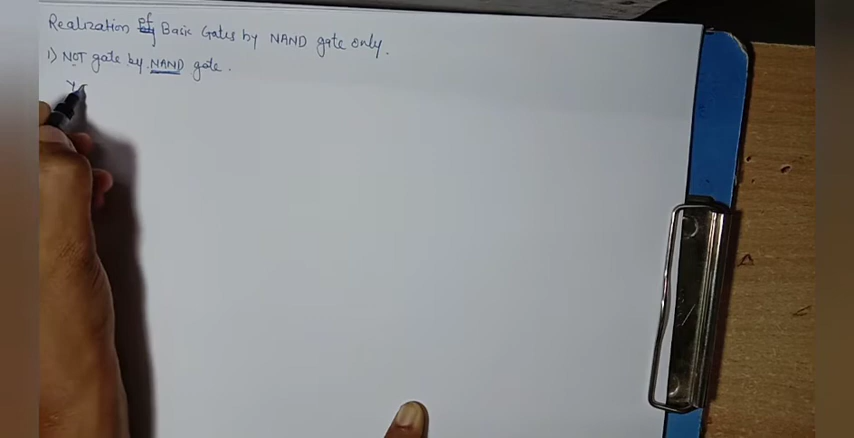 Realization of Basic Gates by NAND gate only.
1) NOT gate by NAND gate.
Y